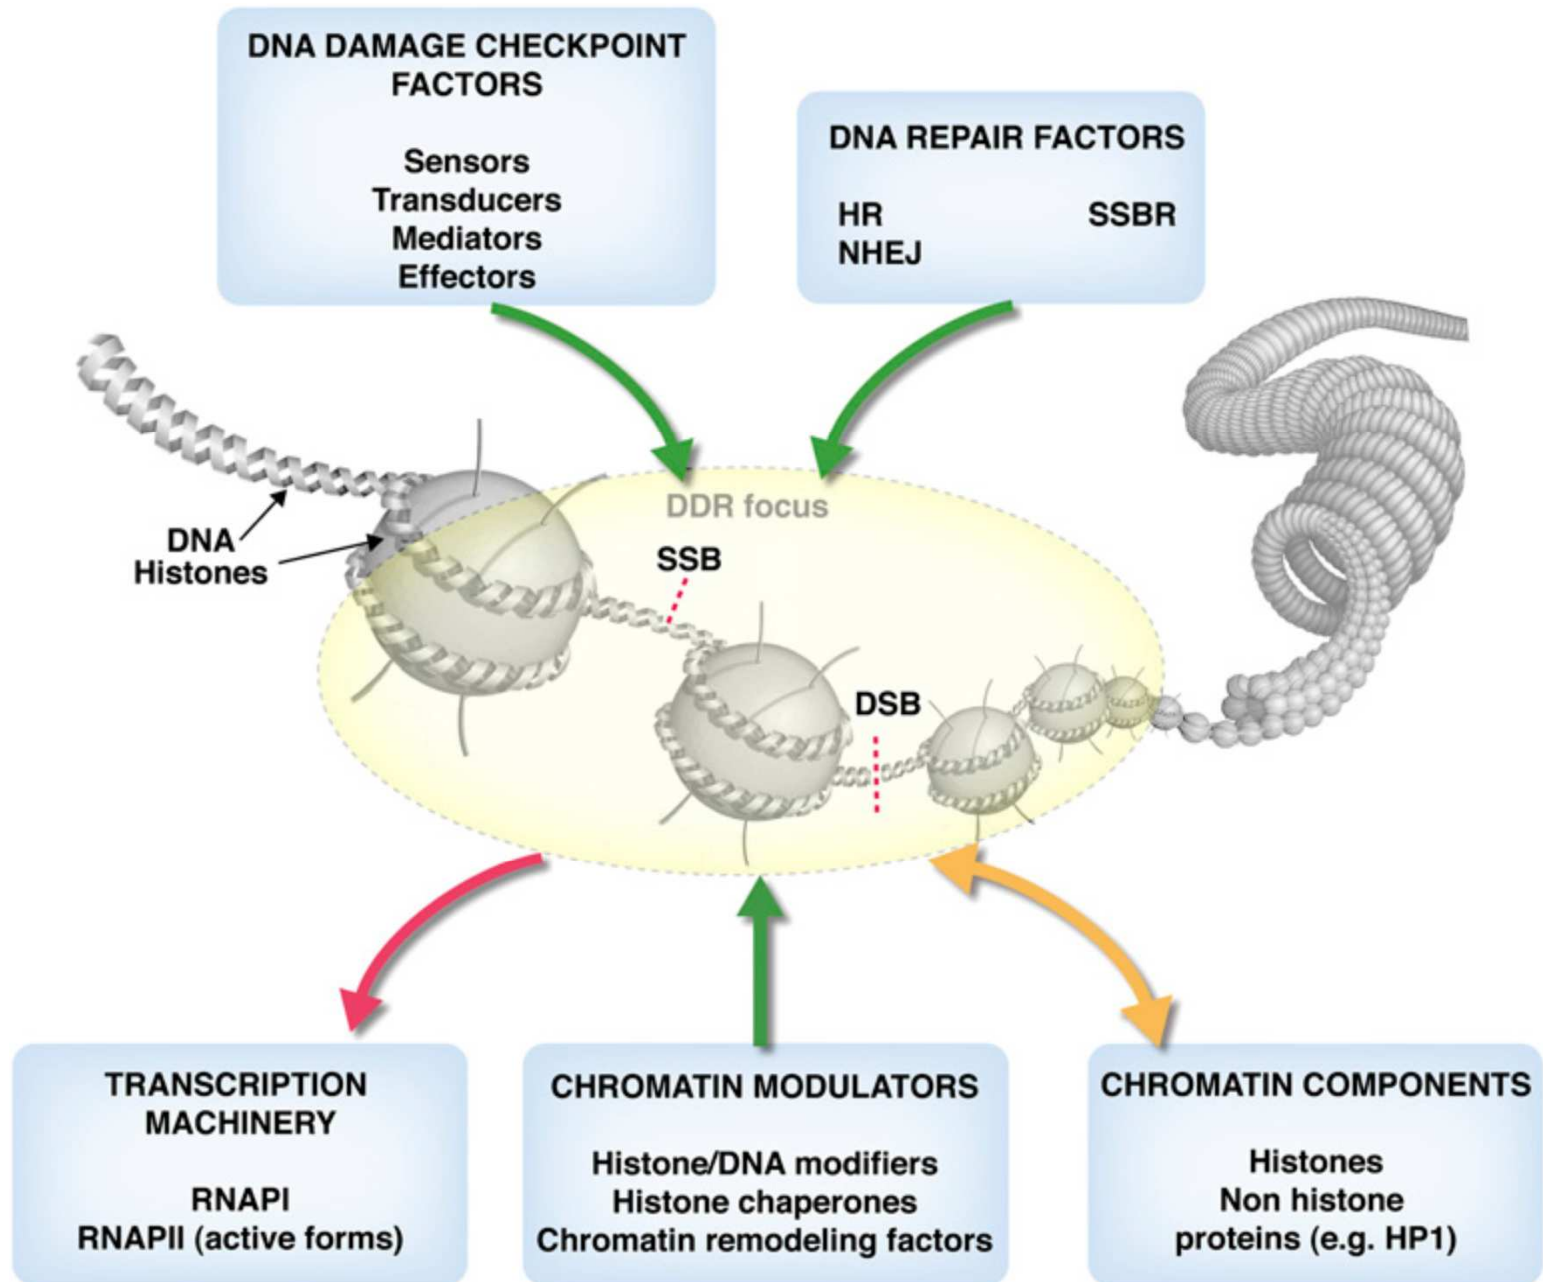 DNA DAMAGE CHECKPOINT
FACTORS
Sensors
Transducers
Mediators
Effectors
DNA REPAIR FACTORS
HR SSBR
NHEJ
DDR focus
SSB
DNA
Histones
DSB
TRANSCRIPTION
MACHINERY
RNAPI
RNAPII (active forms)
CHROMATIN MODULATORS
Histone/DNA modifiers
Histone chaperones
Chromatin remodeling factors
CHROMATIN COMPONENTS
Histones
Non histone
proteins (e.g. HP1)